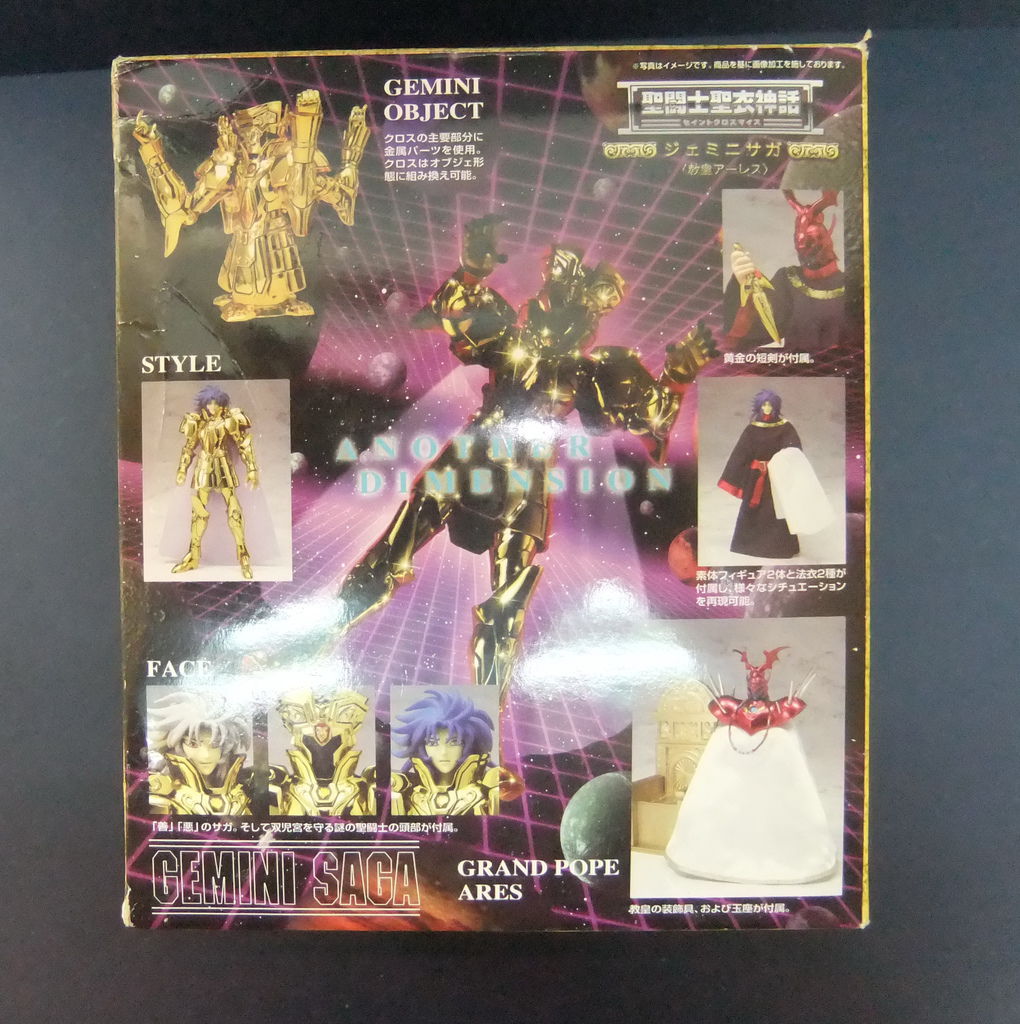 ※写真はイメージです。商品を基に画像加工を施しております。
聖闘士聖衣神話
セイントクロスマイス
ジェミニサガ
〈教皇アーレス〉
GEMINI
OBJECT
クロスの主要部分に
金属パーツを使用。
クロスはオブジェ形
態に組み換え可能。
黄金の短剣が付属。
STYLE
ANOTHER
DIMENSION
素体フィギュア2体と法衣2種が
付属し、様々なシチュエーション
を再現可能。
FACE
「善」「悪」のサガ。そして双児宮を守る謎の聖闘士の頭部が付属。
GEMINI SAGA
GRAND POPE
ARES
教皇の装飾具、および玉座が付属。